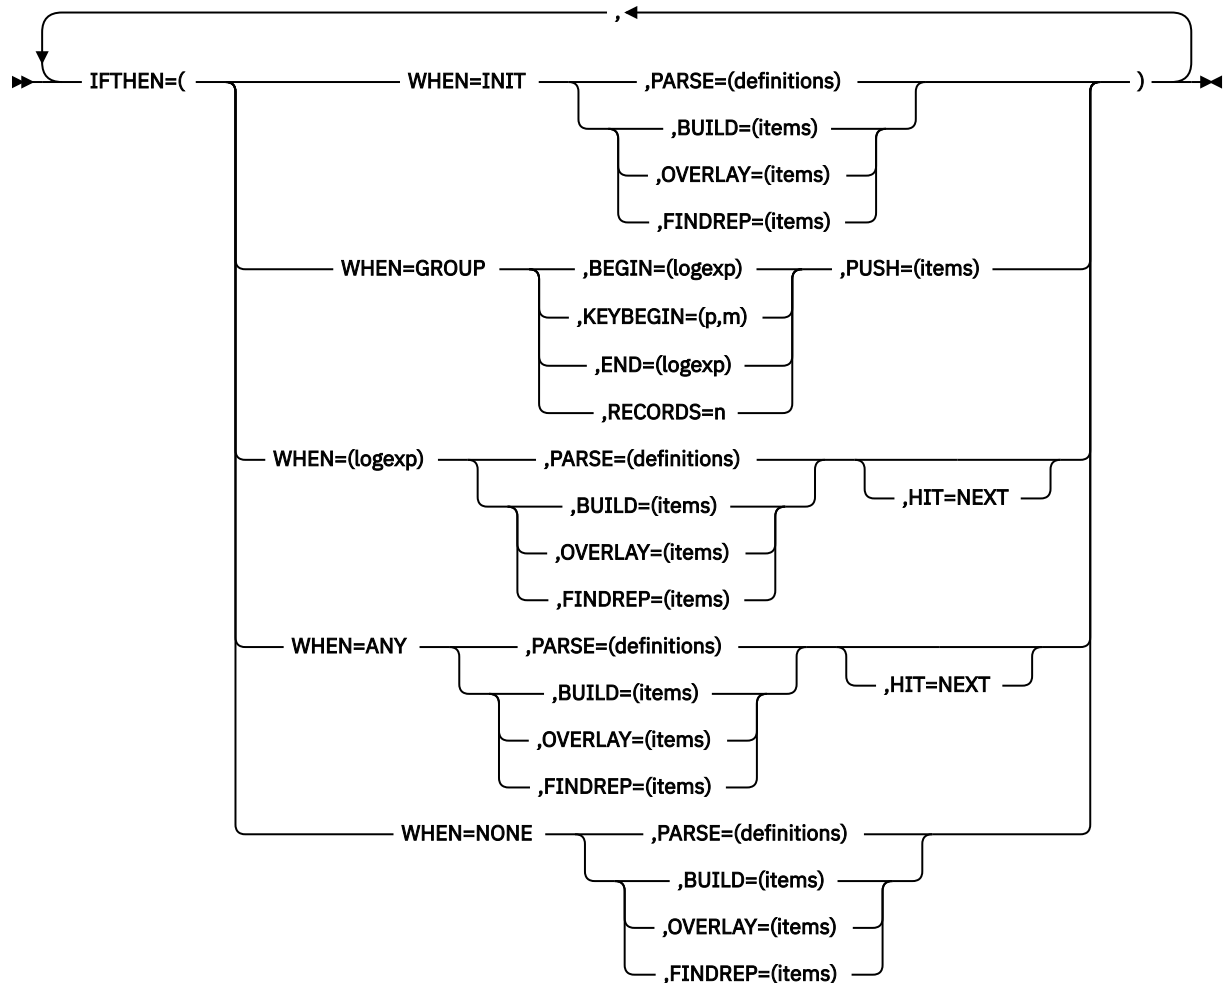 ,
IFTHEN=( WHEN=INIT ,PARSE=(definitions) )
,BUILD=(items)
,OVERLAY=(items)
,FINDREP=(items)
WHEN=GROUP ,BEGIN=(logexp) ,PUSH=(items)
,KEYBEGIN=(p,m)
,END=(logexp)
,RECORDS=n
WHEN=(logexp) ,PARSE=(definitions)
,HIT=NEXT
,BUILD=(items)
,OVERLAY=(items)
,FINDREP=(items)
WHEN=ANY ,PARSE=(definitions)
,HIT=NEXT
,BUILD=(items)
,OVERLAY=(items)
,FINDREP=(items)
WHEN=NONE ,PARSE=(definitions)
,BUILD=(items)
,OVERLAY=(items)
,FINDREP=(items)